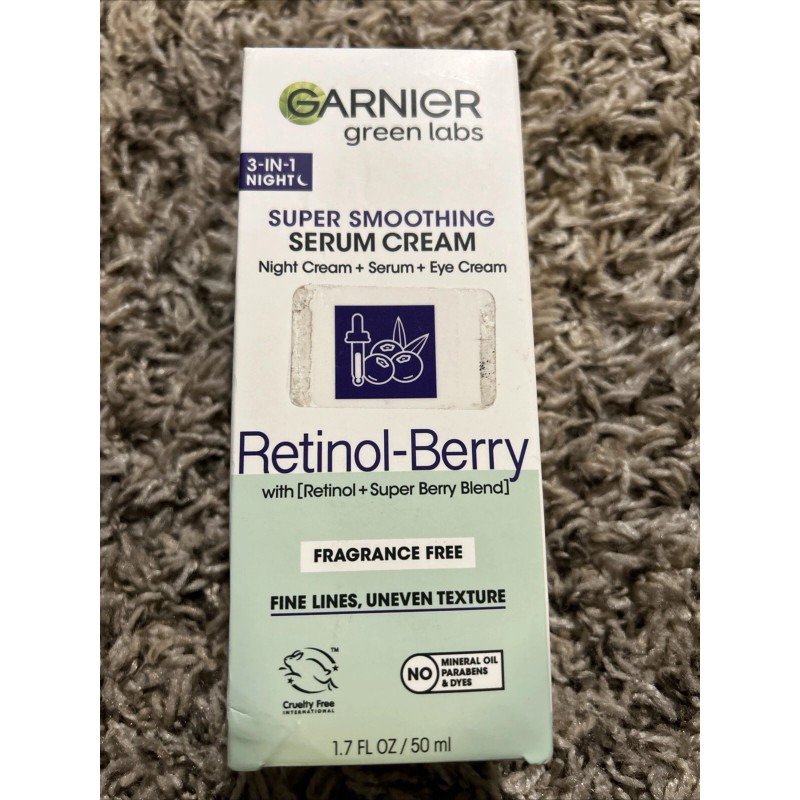 GARNIER
green labs
3-IN-1
NIGHT
SUPER SMOOTHING
SERUM CREAM
Night Cream + Serum + Eye Cream
Retinol-Berry
with [Retinol + Super Berry Blend]
FRAGRANCE FREE
FINE LINES, UNEVEN TEXTURE
TM
Cruelty Free
INTERNATIONAL
NO
MINERAL OIL
PARABENS
& DYES
1.7 FL OZ / 50 ml